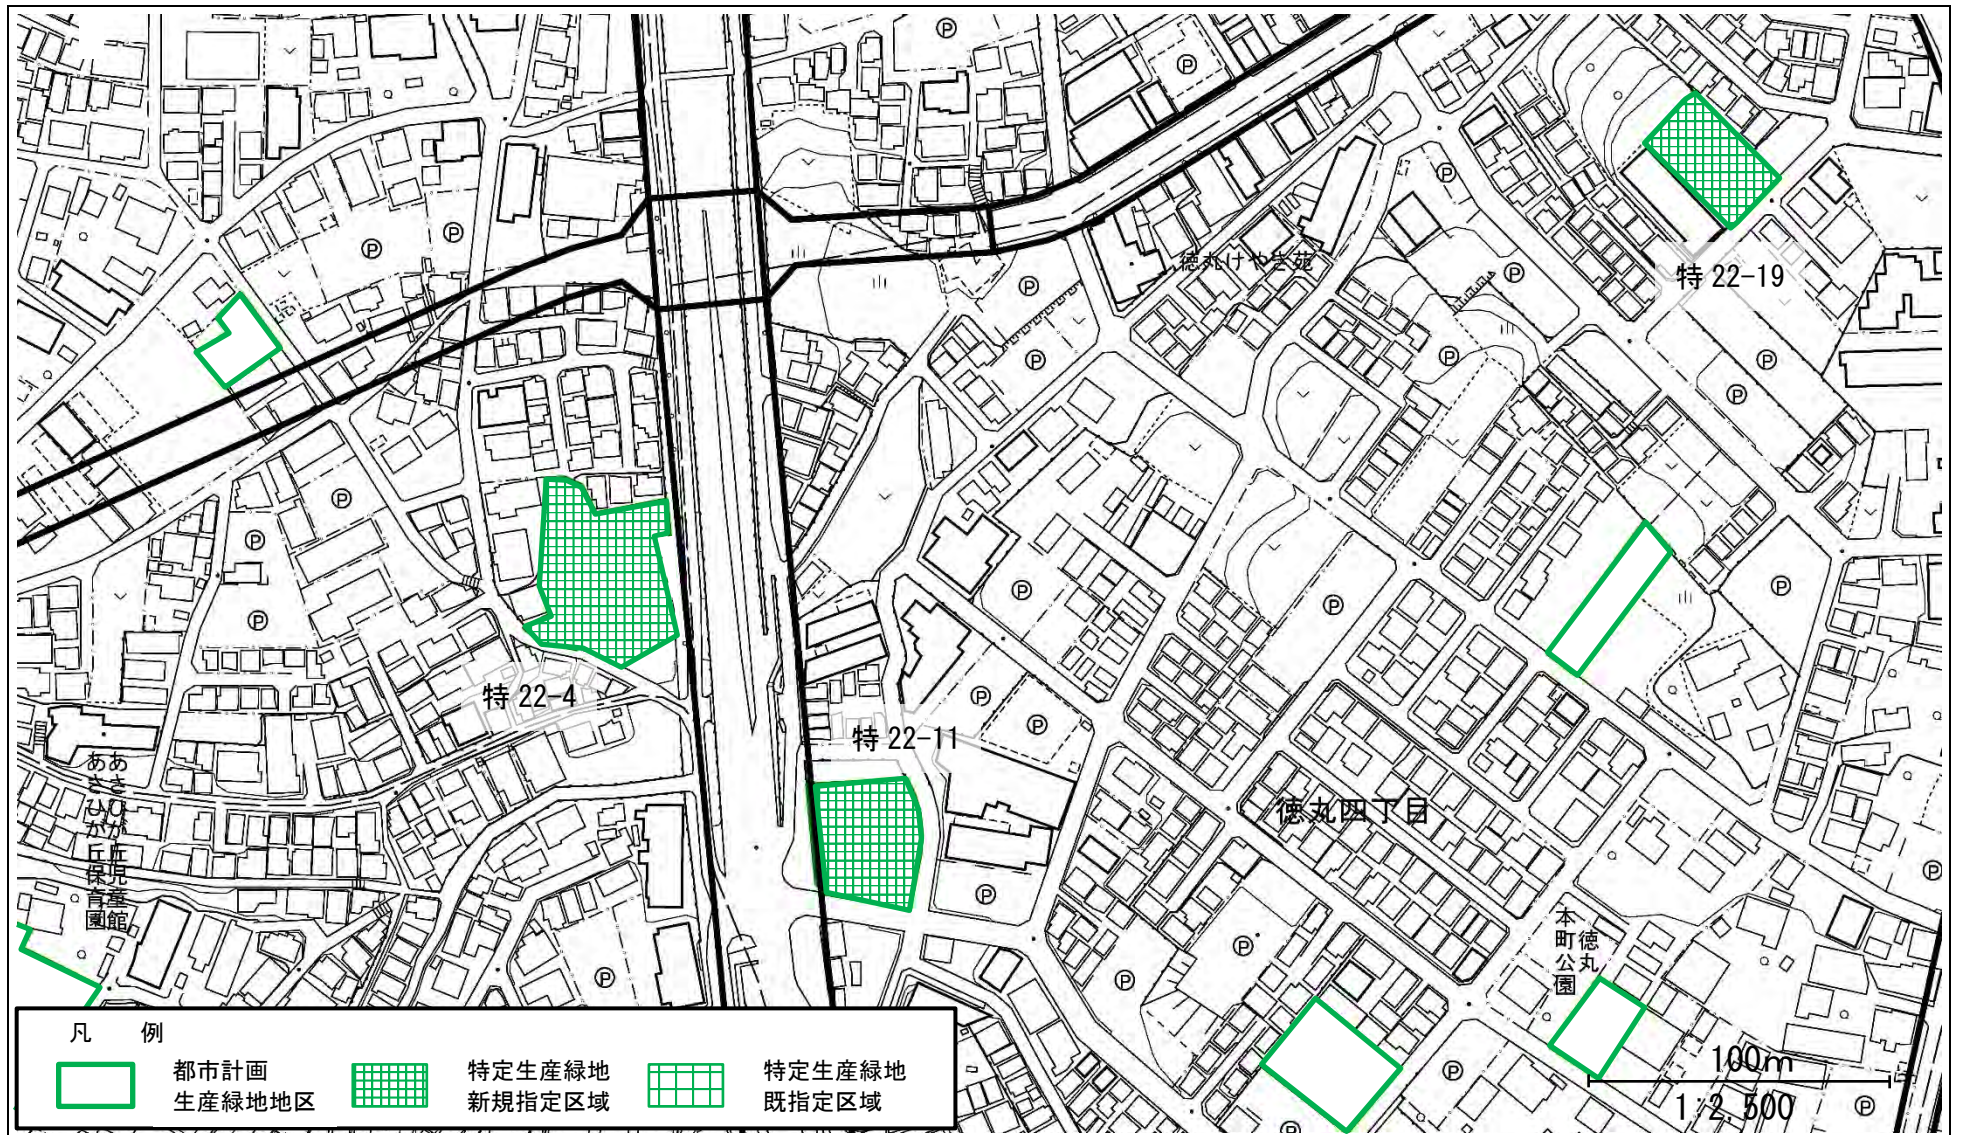 Ⓟ
Ⓟ
Ⓟ
Ⓟ
Ⓟ
徳丸けやき苑
Ⓟ
特 22-19
Ⓟ
Ⓟ
Ⓟ
Ⓟ
Ⓟ
Ⓟ
Ⓟ
Ⓟ
Ⓟ
Ⓟ
Ⓟ
Ⓟ
Ⓟ
特 22-4
Ⓟ
Ⓟ
特 22-11
あさひが丘児童館
あさひが丘保育園
徳丸四丁目
Ⓟ
Ⓟ
徳丸
本町公園
Ⓟ
Ⓟ
Ⓟ
Ⓟ
Ⓟ
Ⓟ
凡 例
都市計画
生産緑地地区
特定生産緑地
新規指定区域
特定生産緑地
既指定区域
100m
1:2,500